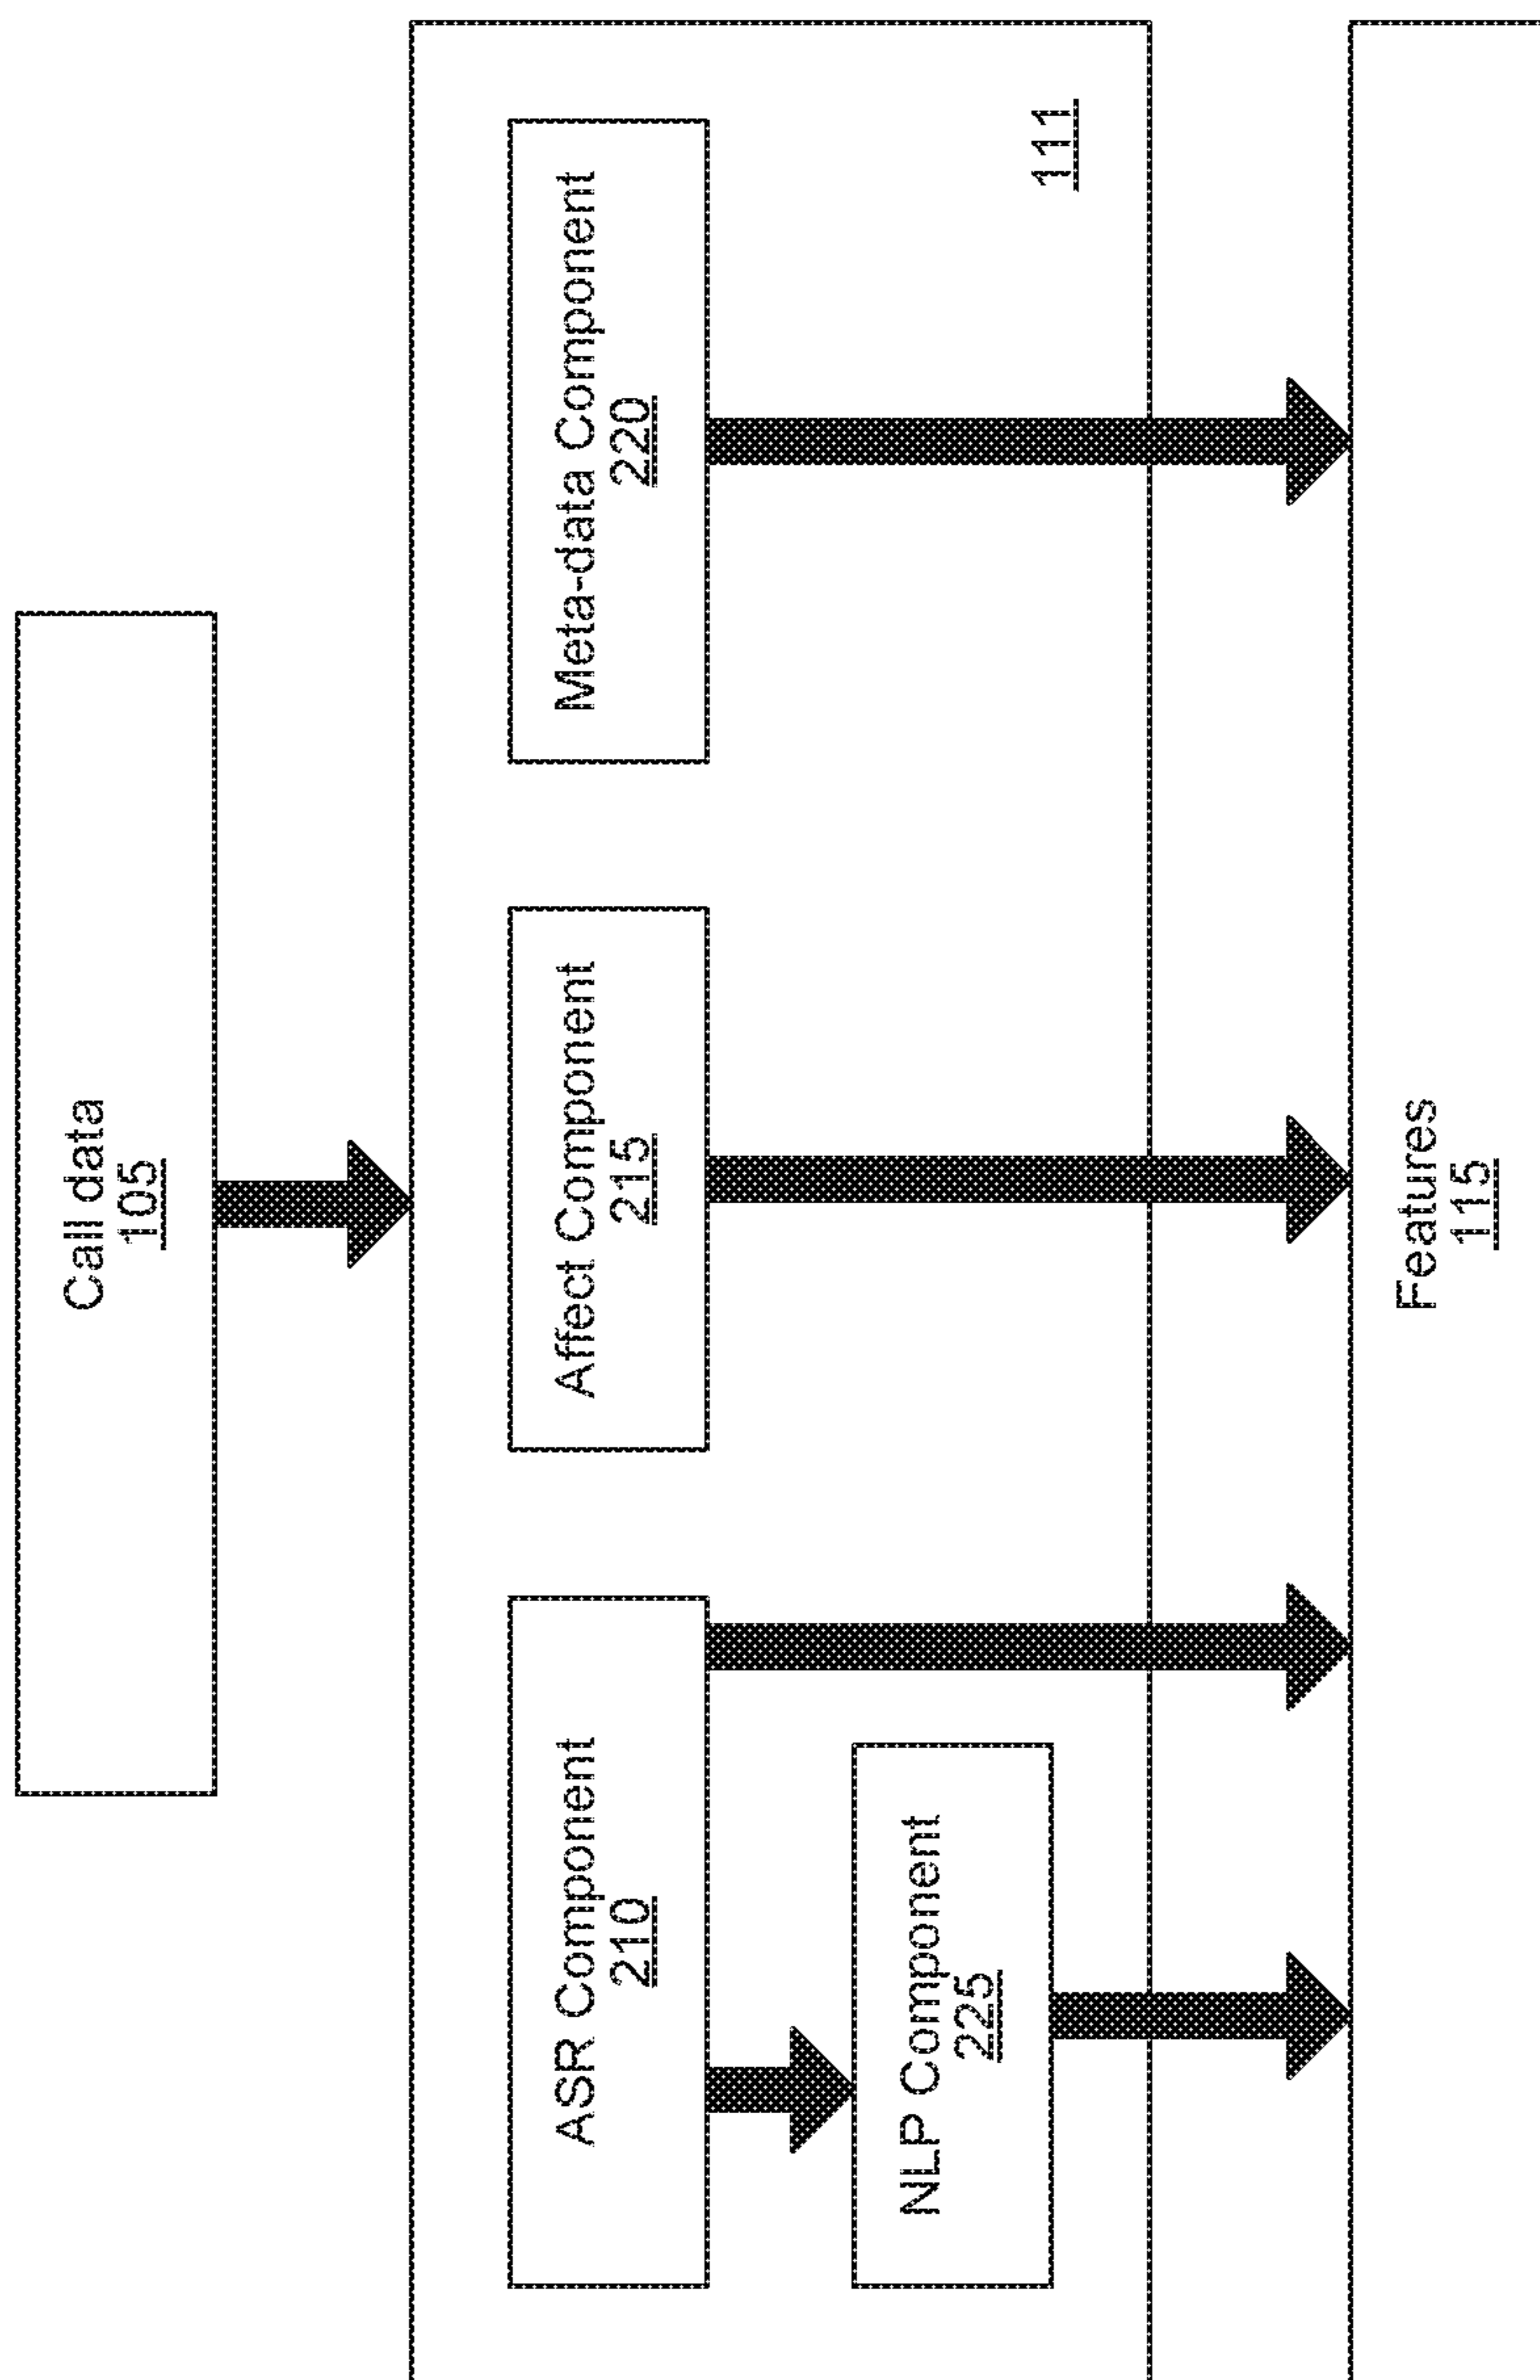 Call data
105
ASR Component
210
Affect Component
215
Meta-data Component
220
NLP Component
225
111
Features
115